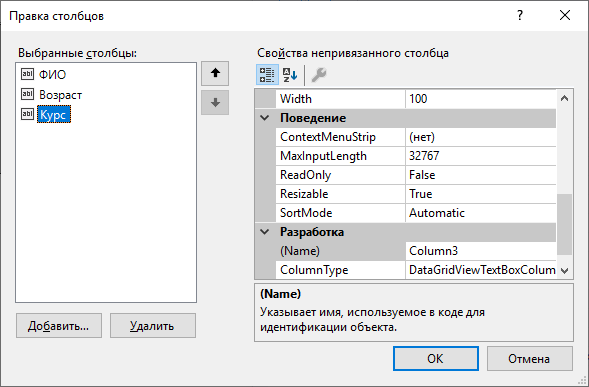 Правка столбцов
? ×
Выбранные столбцы:
Свойства непривязанного столбца
abl ФИО
abl Возраст
abl Курс
Width 100
Поведение
ContextMenuStrip (нет)
MaxInputLength 32767
ReadOnly False
Resizable True
SortMode Automatic
Разработка
(Name) Column3
ColumnType DataGridViewTextBoxColum
(Name)
Указывает имя, используемое в коде для
идентификации объекта.
Добавить...
Удалить
ОК
Отмена